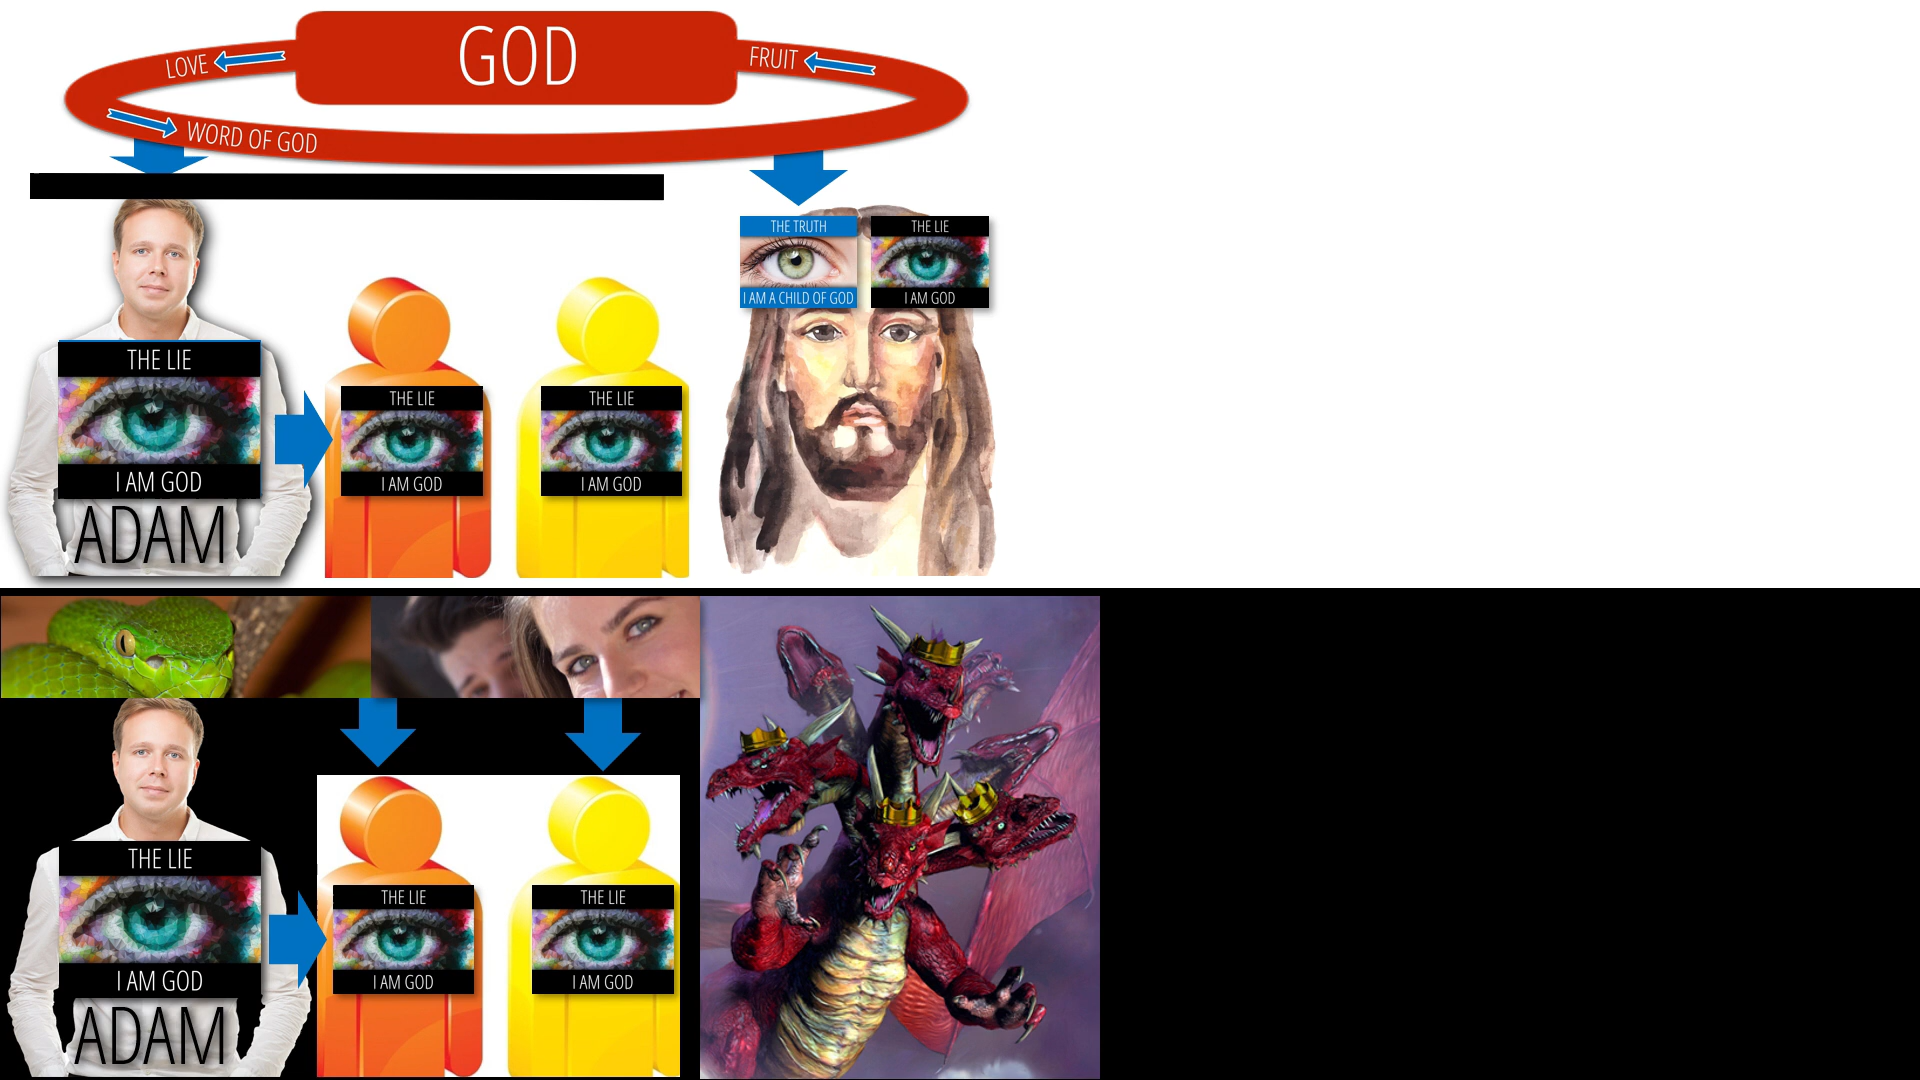 GOD
LOVE
FRUIT
WORD OF GOD
THE TRUTH
I AM A CHILD OF GOD
THE LIE
I AM GOD
THE LIE
I AM GOD
ADAM
THE LIE
I AM GOD
THE LIE
I AM GOD
THE LIE
I AM GOD
ADAM
THE LIE
I AM GOD
THE LIE
I AM GOD